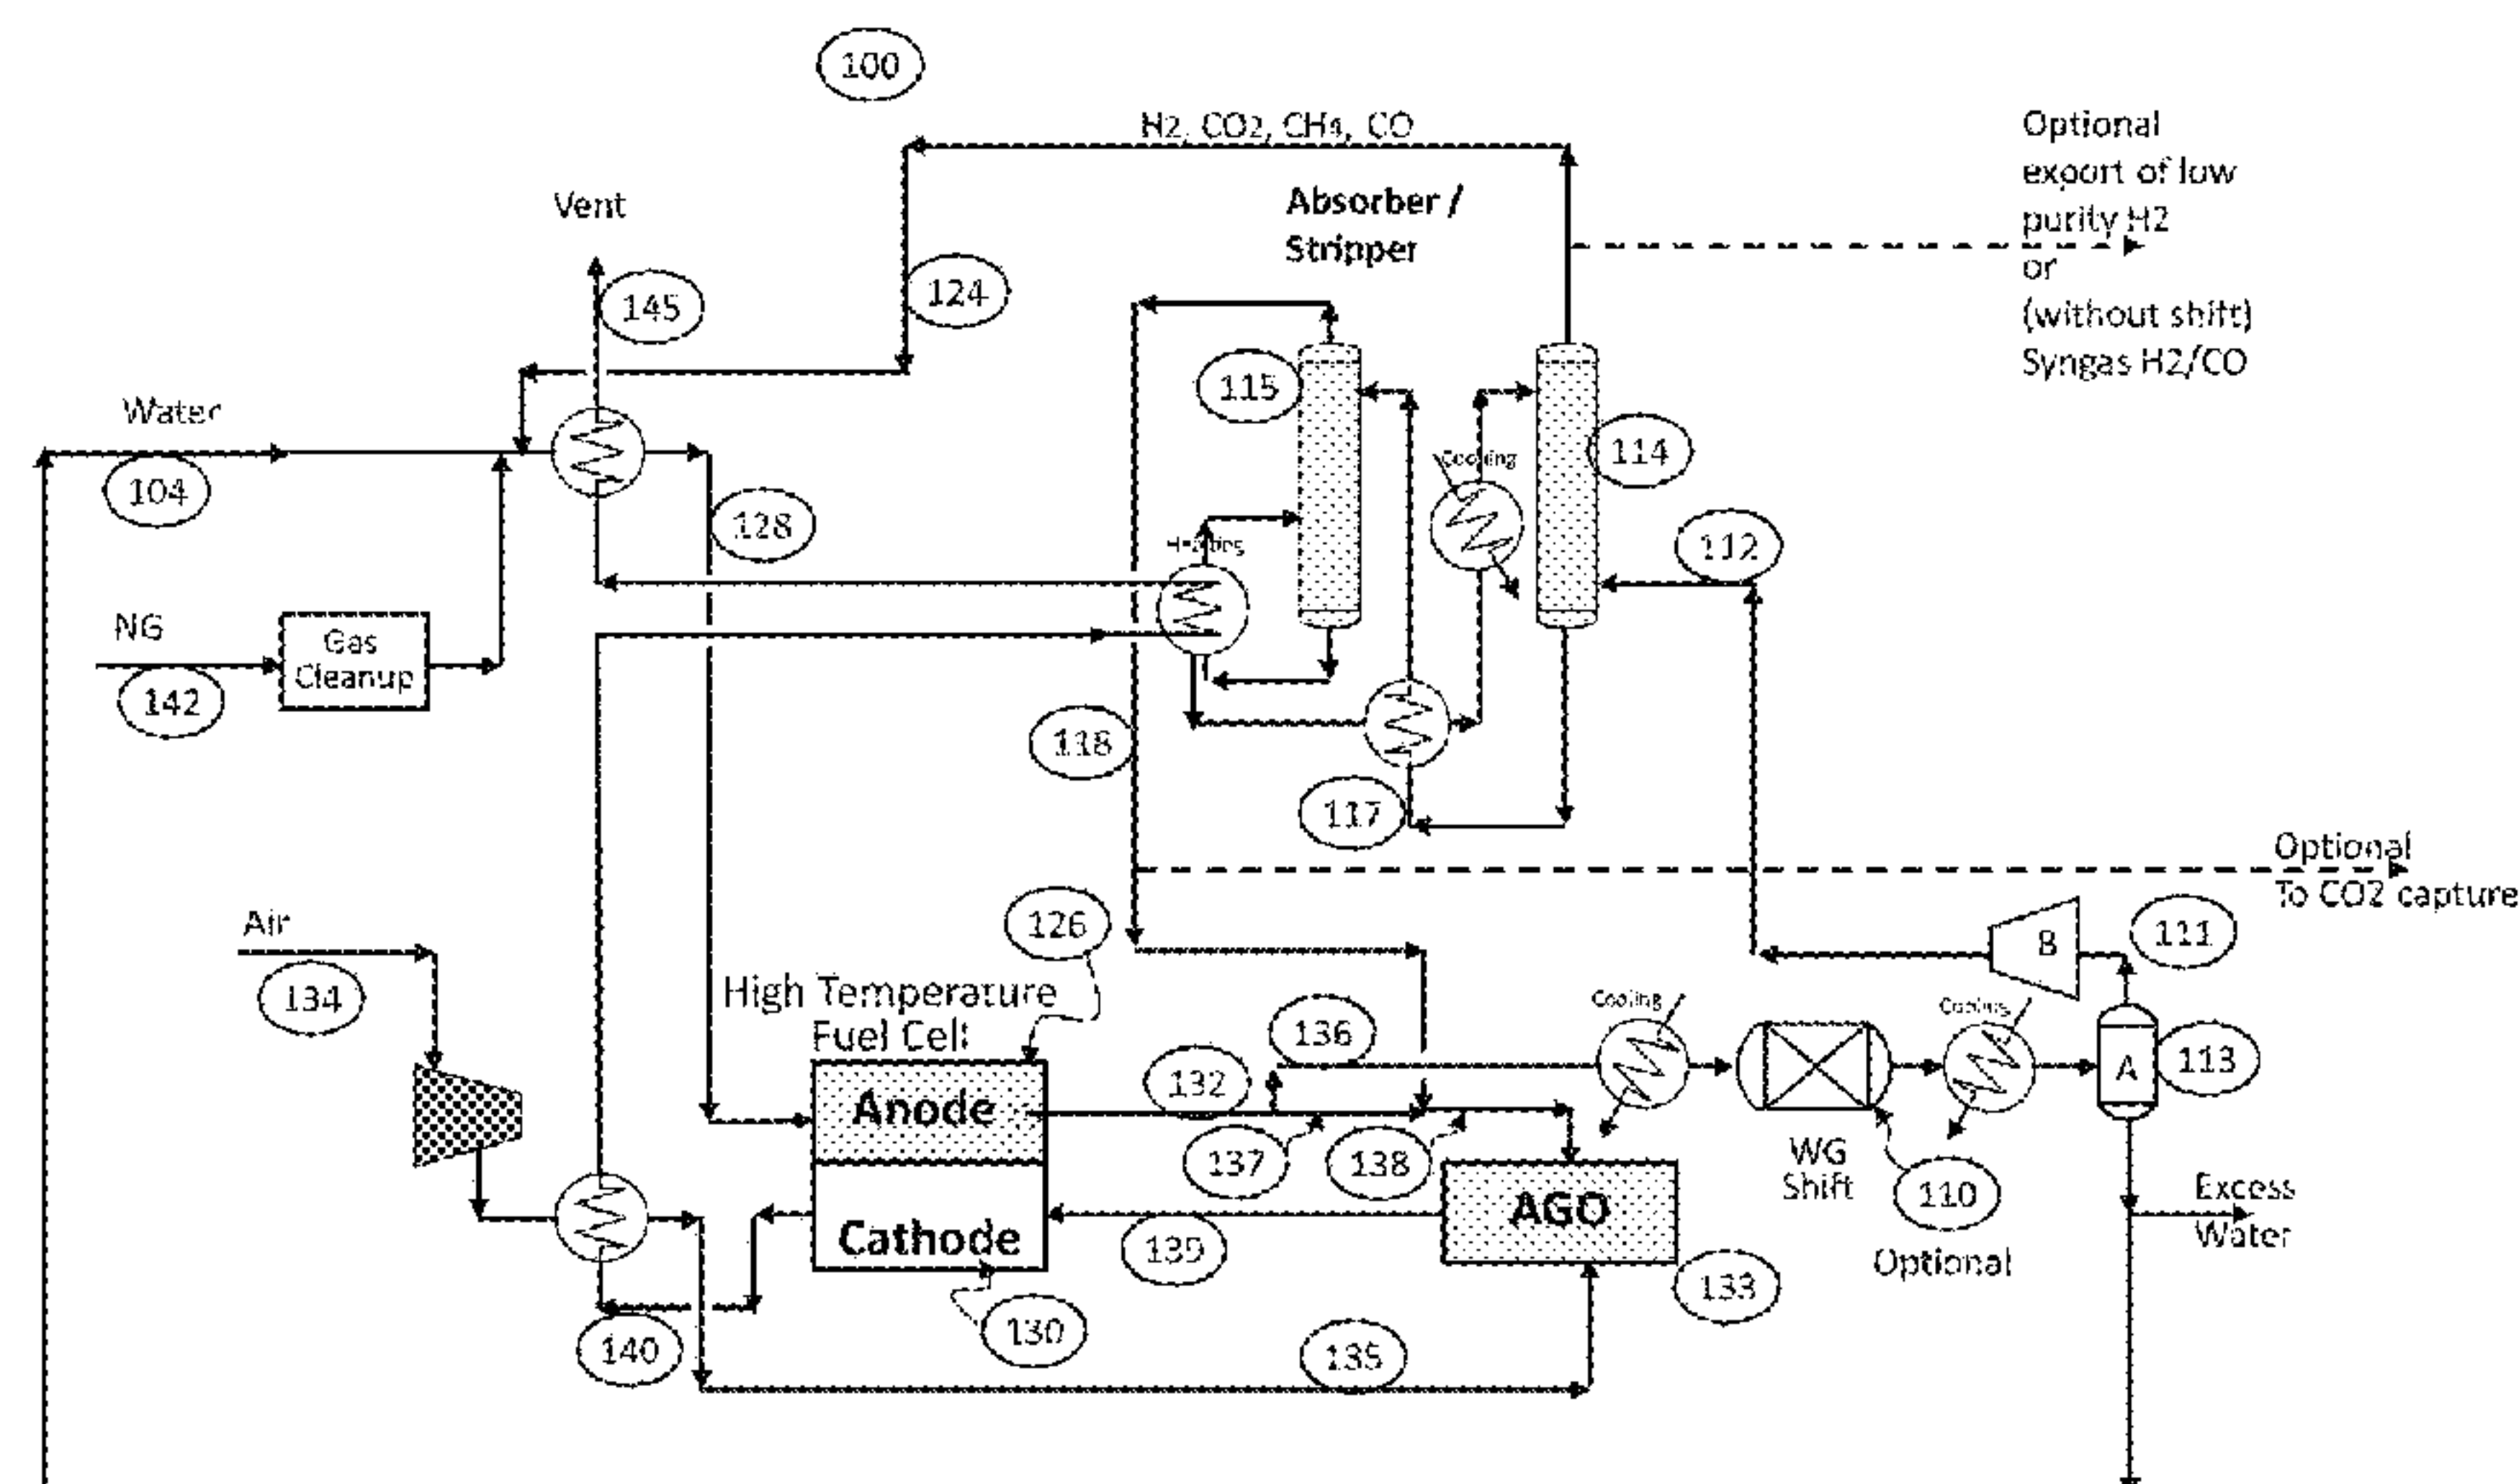 100
H2, CO2, CH4, CO
Optional
export of low
purity H2
or
(without shift)
Syngas H2/CO
Absorber /
Stripper
Vent
145
124
115
Water
104
128
Cooling
114
112
Heating
NG
142
Gas
Cleanup
118
117
Optional
To CO2 capture
Air
134
126
High Temperature
Fuel Cell
B
111
136
Cooling
Cooling
A
113
132
Anode
137
138
WG
Shift
110
Optional
Excess
Water
Cathode
139
AGO
133
130
140
135